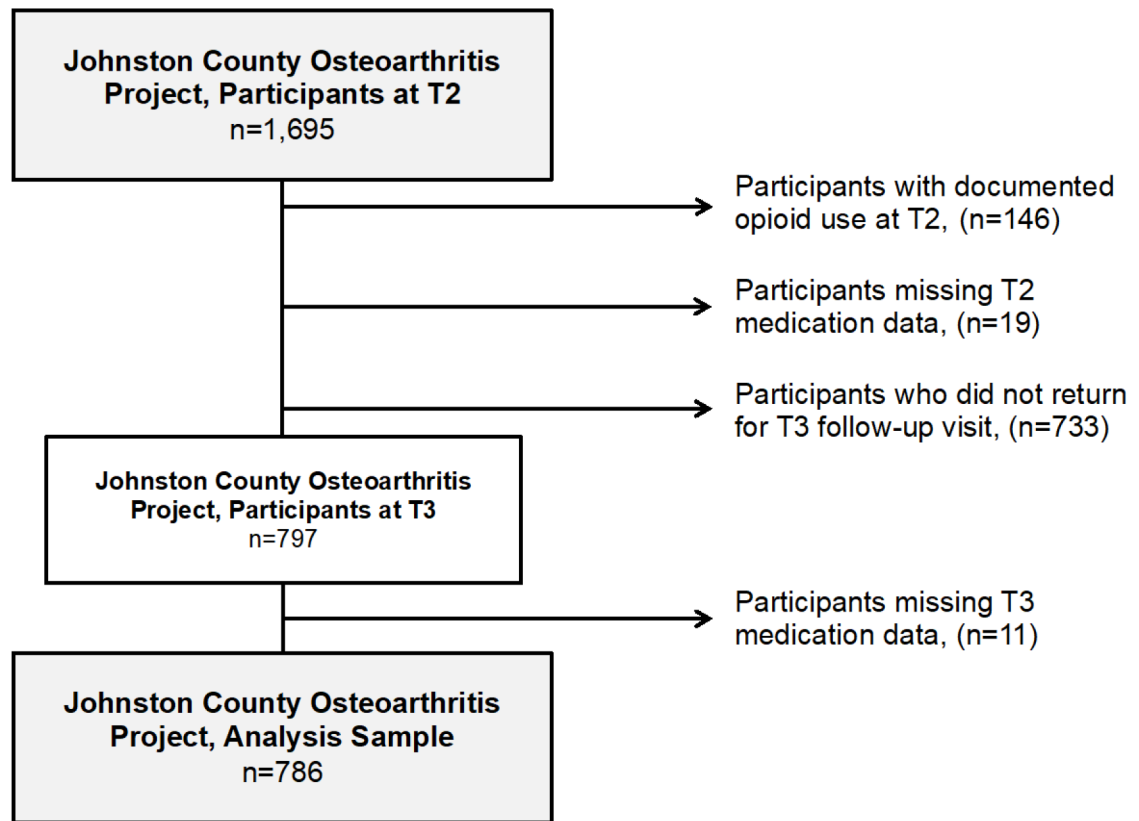 Johnston County Osteoarthritis
Project, Participants at T2
n=1,695
Participants with documented
opioid use at T2, (n=146)
Participants missing T2
medication data, (n=19)
Participants who did not return
for T3 follow-up visit, (n=733)
Johnston County Osteoarthritis
Project, Participants at T3
n=797
Participants missing T3
medication data, (n=11)
Johnston County Osteoarthritis
Project, Analysis Sample
n=786